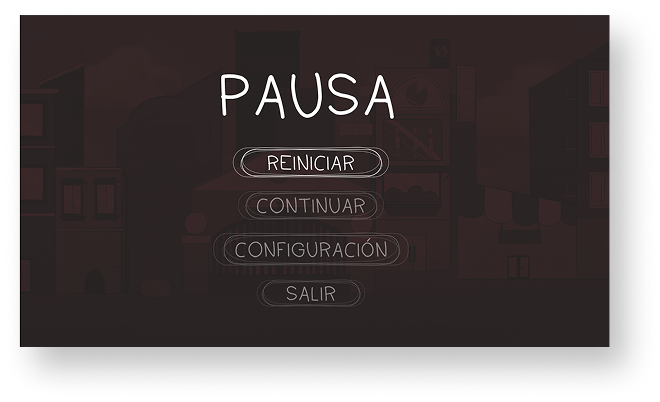 PAUSA
REINICIAR
CONTINUAR
CONFIGURACIÓN
SALIR